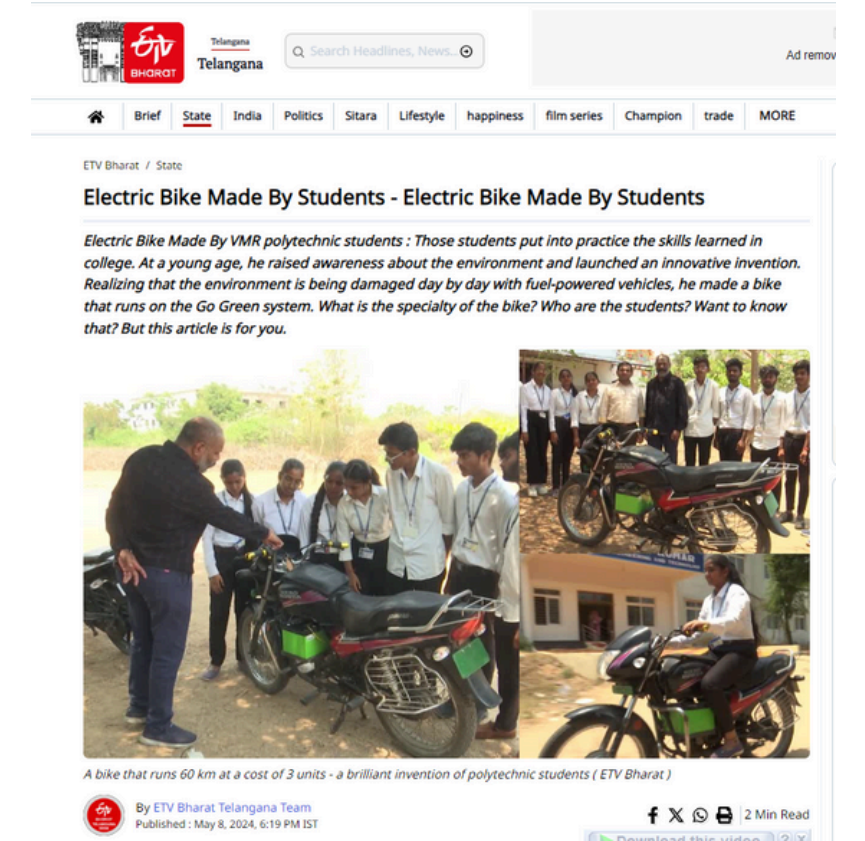 ETV
BHARAT
Telangana
Telangana
Search Headlines, News..
Ad remov
Brief State India Politics Sitara Lifestyle happiness film series Champion trade MORE
ETV Bharat / State
Electric Bike Made By Students - Electric Bike Made By Students
Electric Bike Made By VMR polytechnic students : Those students put into practice the skills learned in
college. At a young age, he raised awareness about the environment and launched an innovative invention.
Realizing that the environment is being damaged day by day with fuel-powered vehicles, he made a bike
that runs on the Go Green system. What is the specialty of the bike? Who are the students? Want to know
that? But this article is for you.
A bike that runs 60 km at a cost of 3 units - a brilliant invention of polytechnic students ( ETV Bharat )
By ETV Bharat Telangana Team
Published : May 8, 2024, 6:19 PM IST
2 Min Read
Download this video ? X